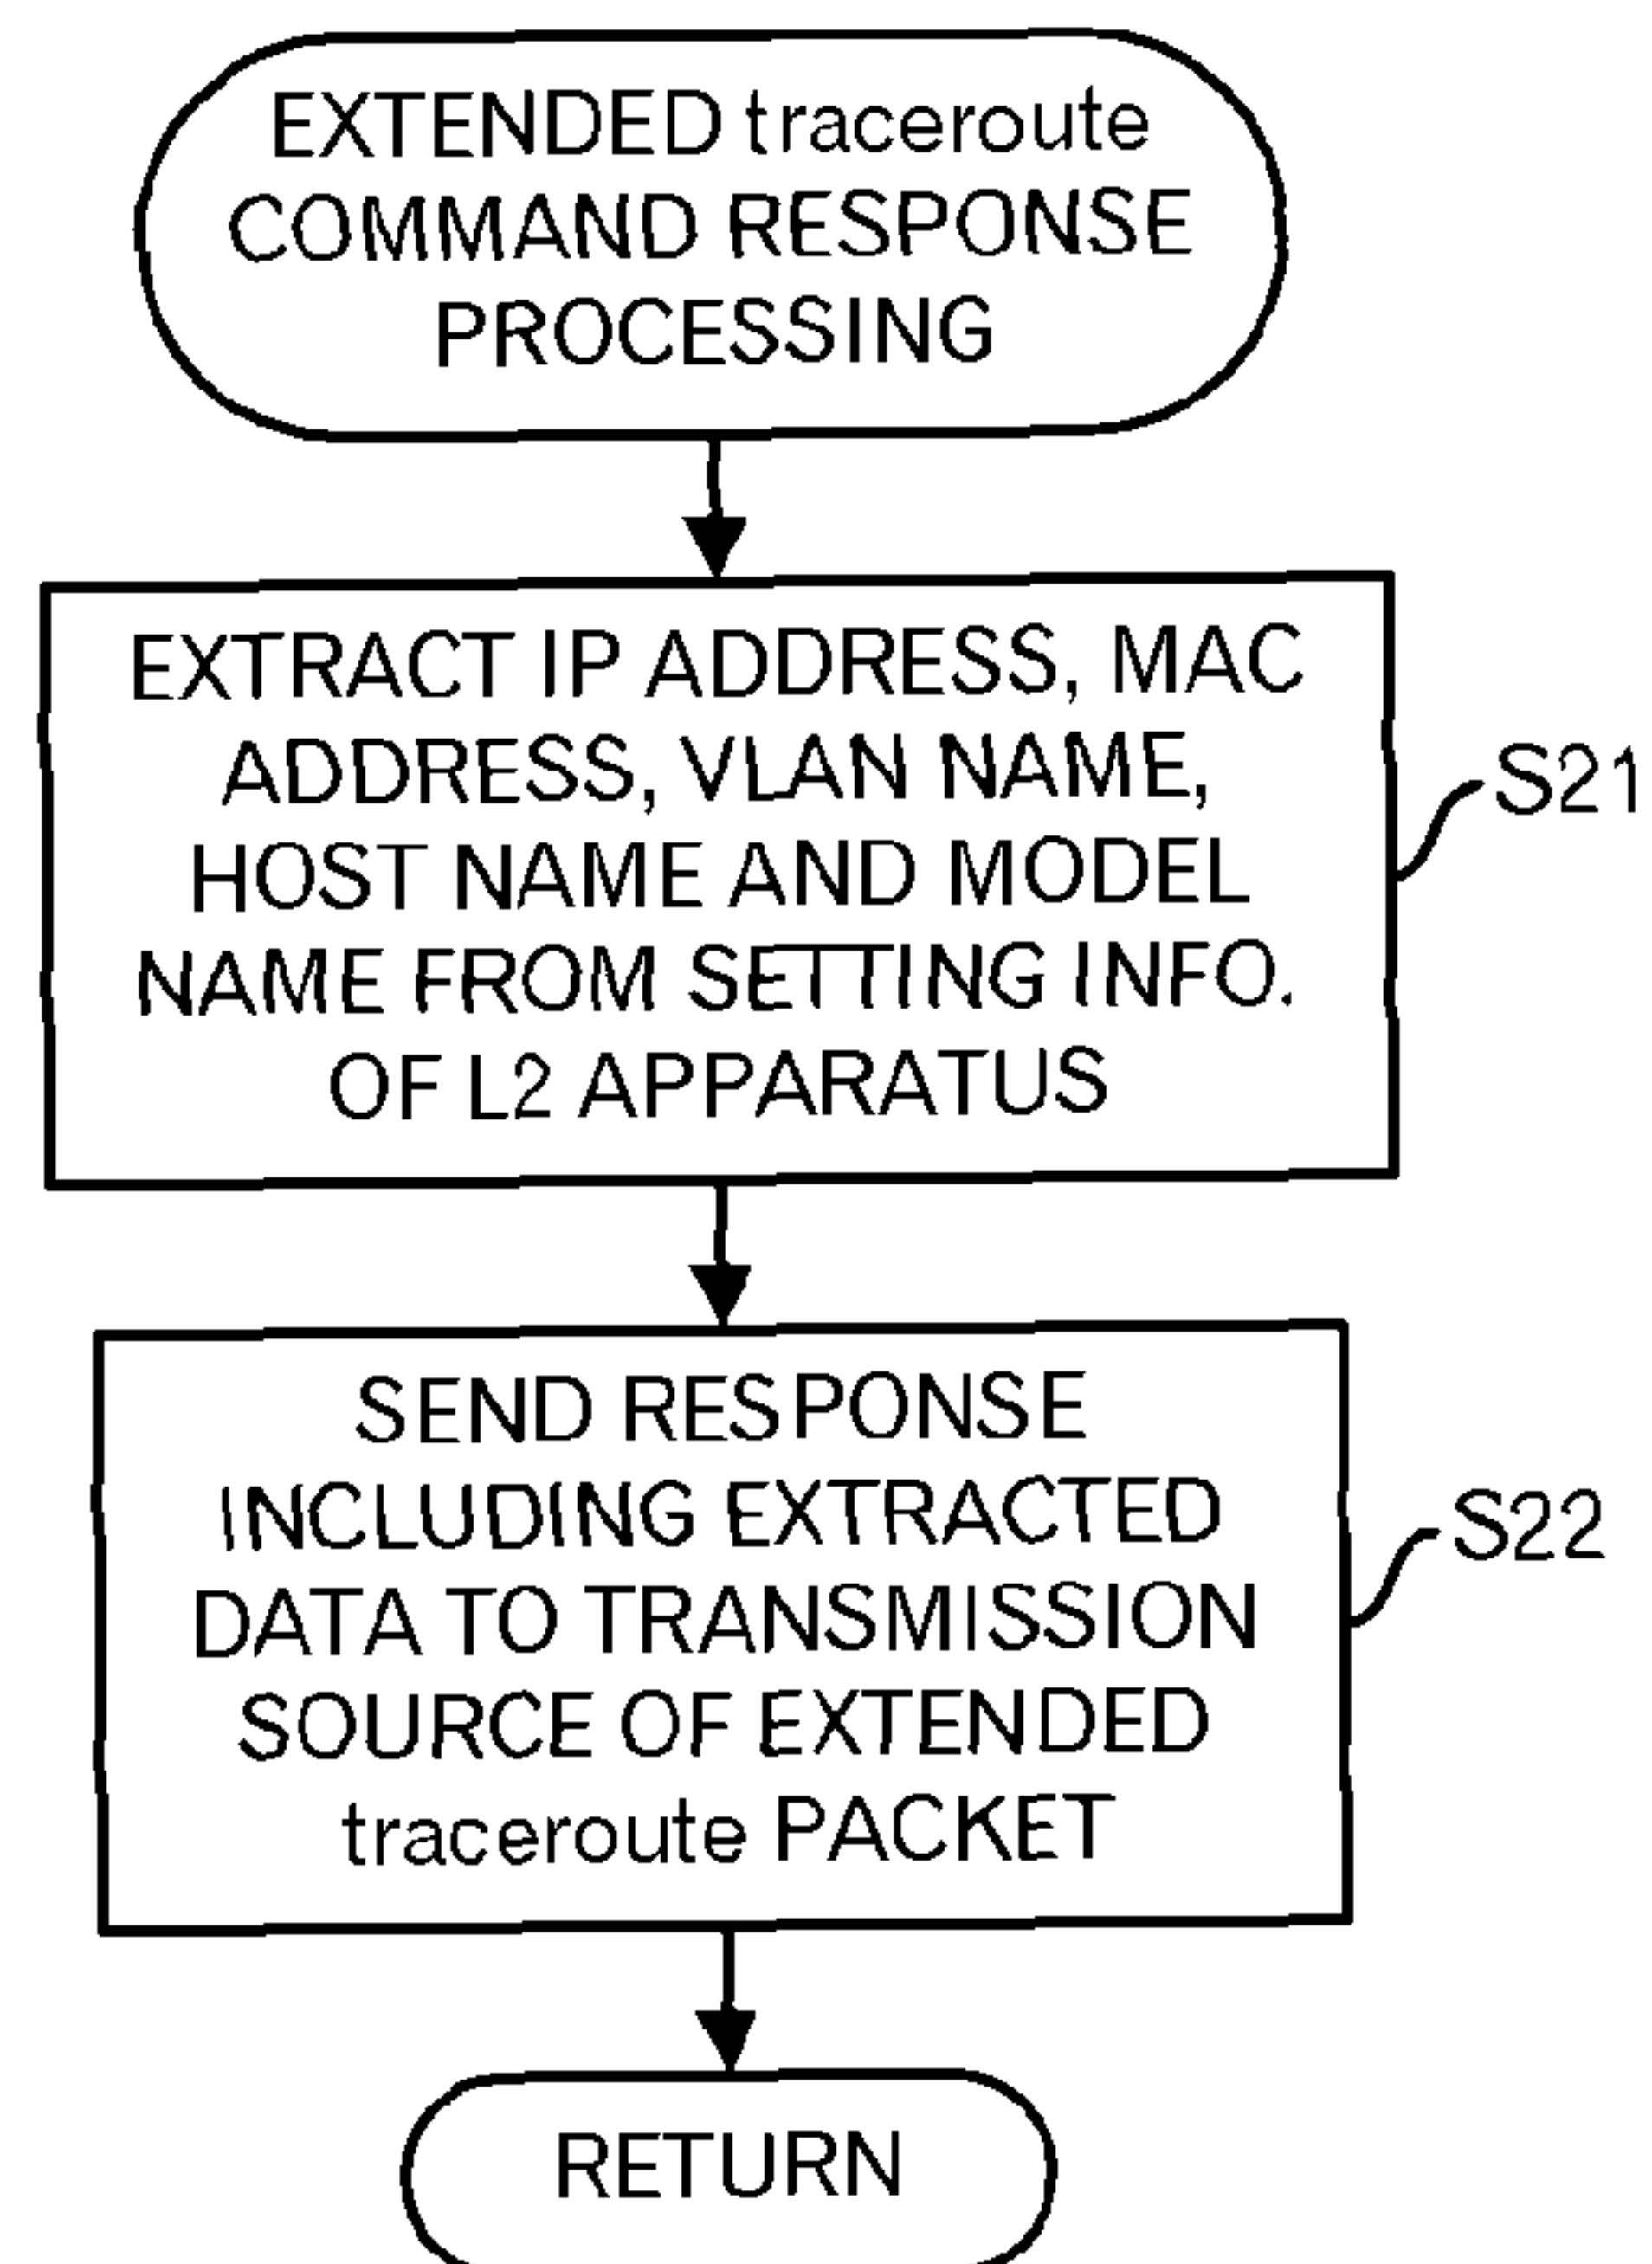 EXTENDED traceroute
COMMAND RESPONSE
PROCESSING
EXTRACT IP ADDRESS, MAC
ADDRESS, VLAN NAME,
HOST NAME AND MODEL
NAME FROM SETTING INFO.
OF L2 APPARATUS
S21
SEND RESPONSE
INCLUDING EXTRACTED
DATA TO TRANSMISSION
SOURCE OF EXTENDED
traceroute PACKET
S22
RETURN